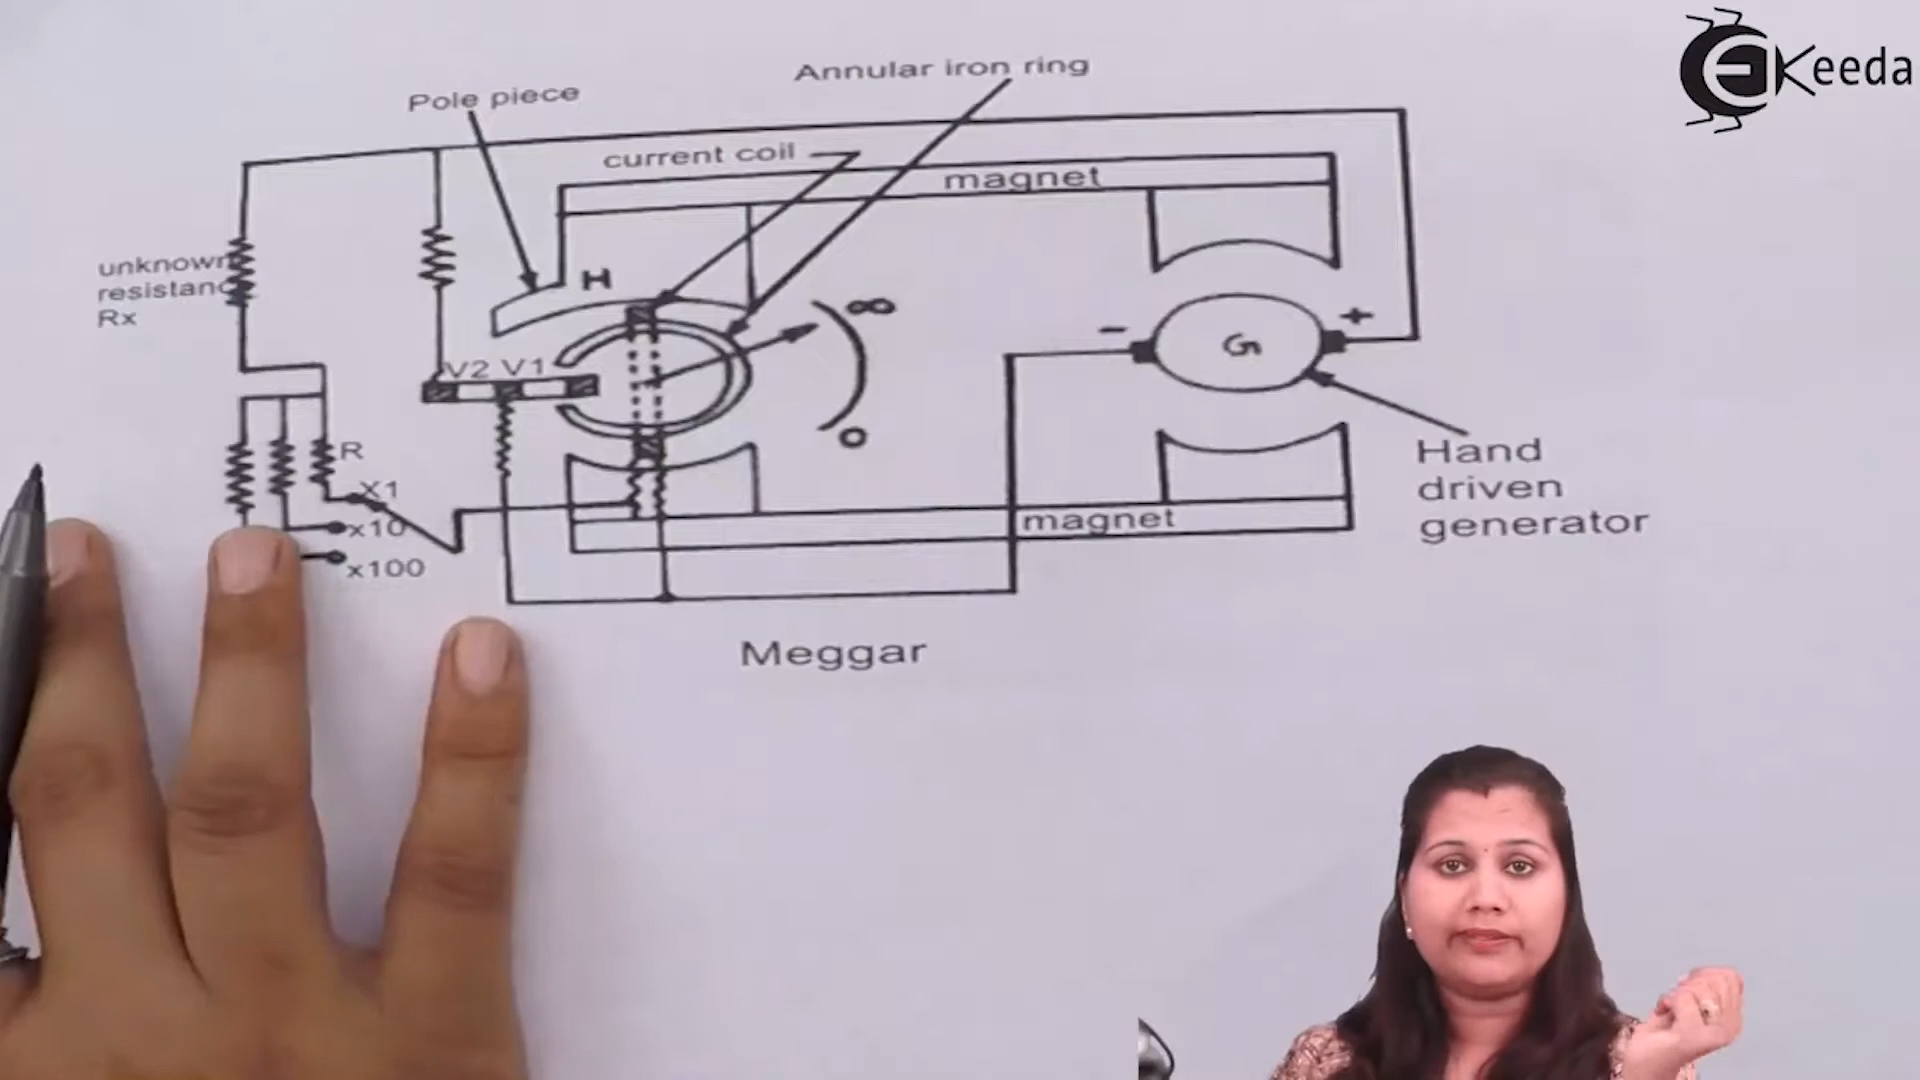 Keeda
Annular iron ring
Pole piece
current coil
magnet
unknown
resistance
Rx
H
∞
+
-
G
V2 V1
0
R
X1
x10
x100
magnet
Hand
driven
generator
Meggar